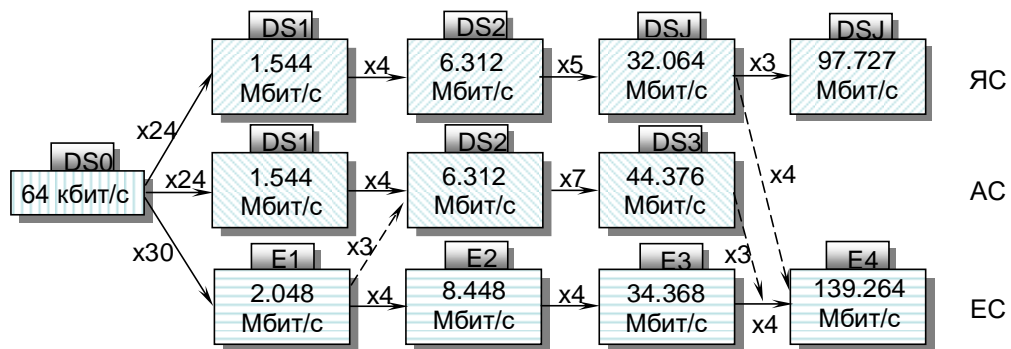 DS1 DS2 DSJ DSJ
1.544 x4 6.312 x5 32.064 x3 97.727
Мбит/с Мбит/с Мбит/с Мбит/с ЯС
x24
DS1 DS2 DS3
DS0 1.544 x4 6.312 x7 44.376 x4
64 кбит/с x24 Мбит/с Мбит/с Мбит/с АС
x30 x3 x3
E1 E2 E3 E4
2.048 x4 8.448 x4 34.368 x4 139.264
Мбит/с Мбит/с Мбит/с Мбит/с ЕС